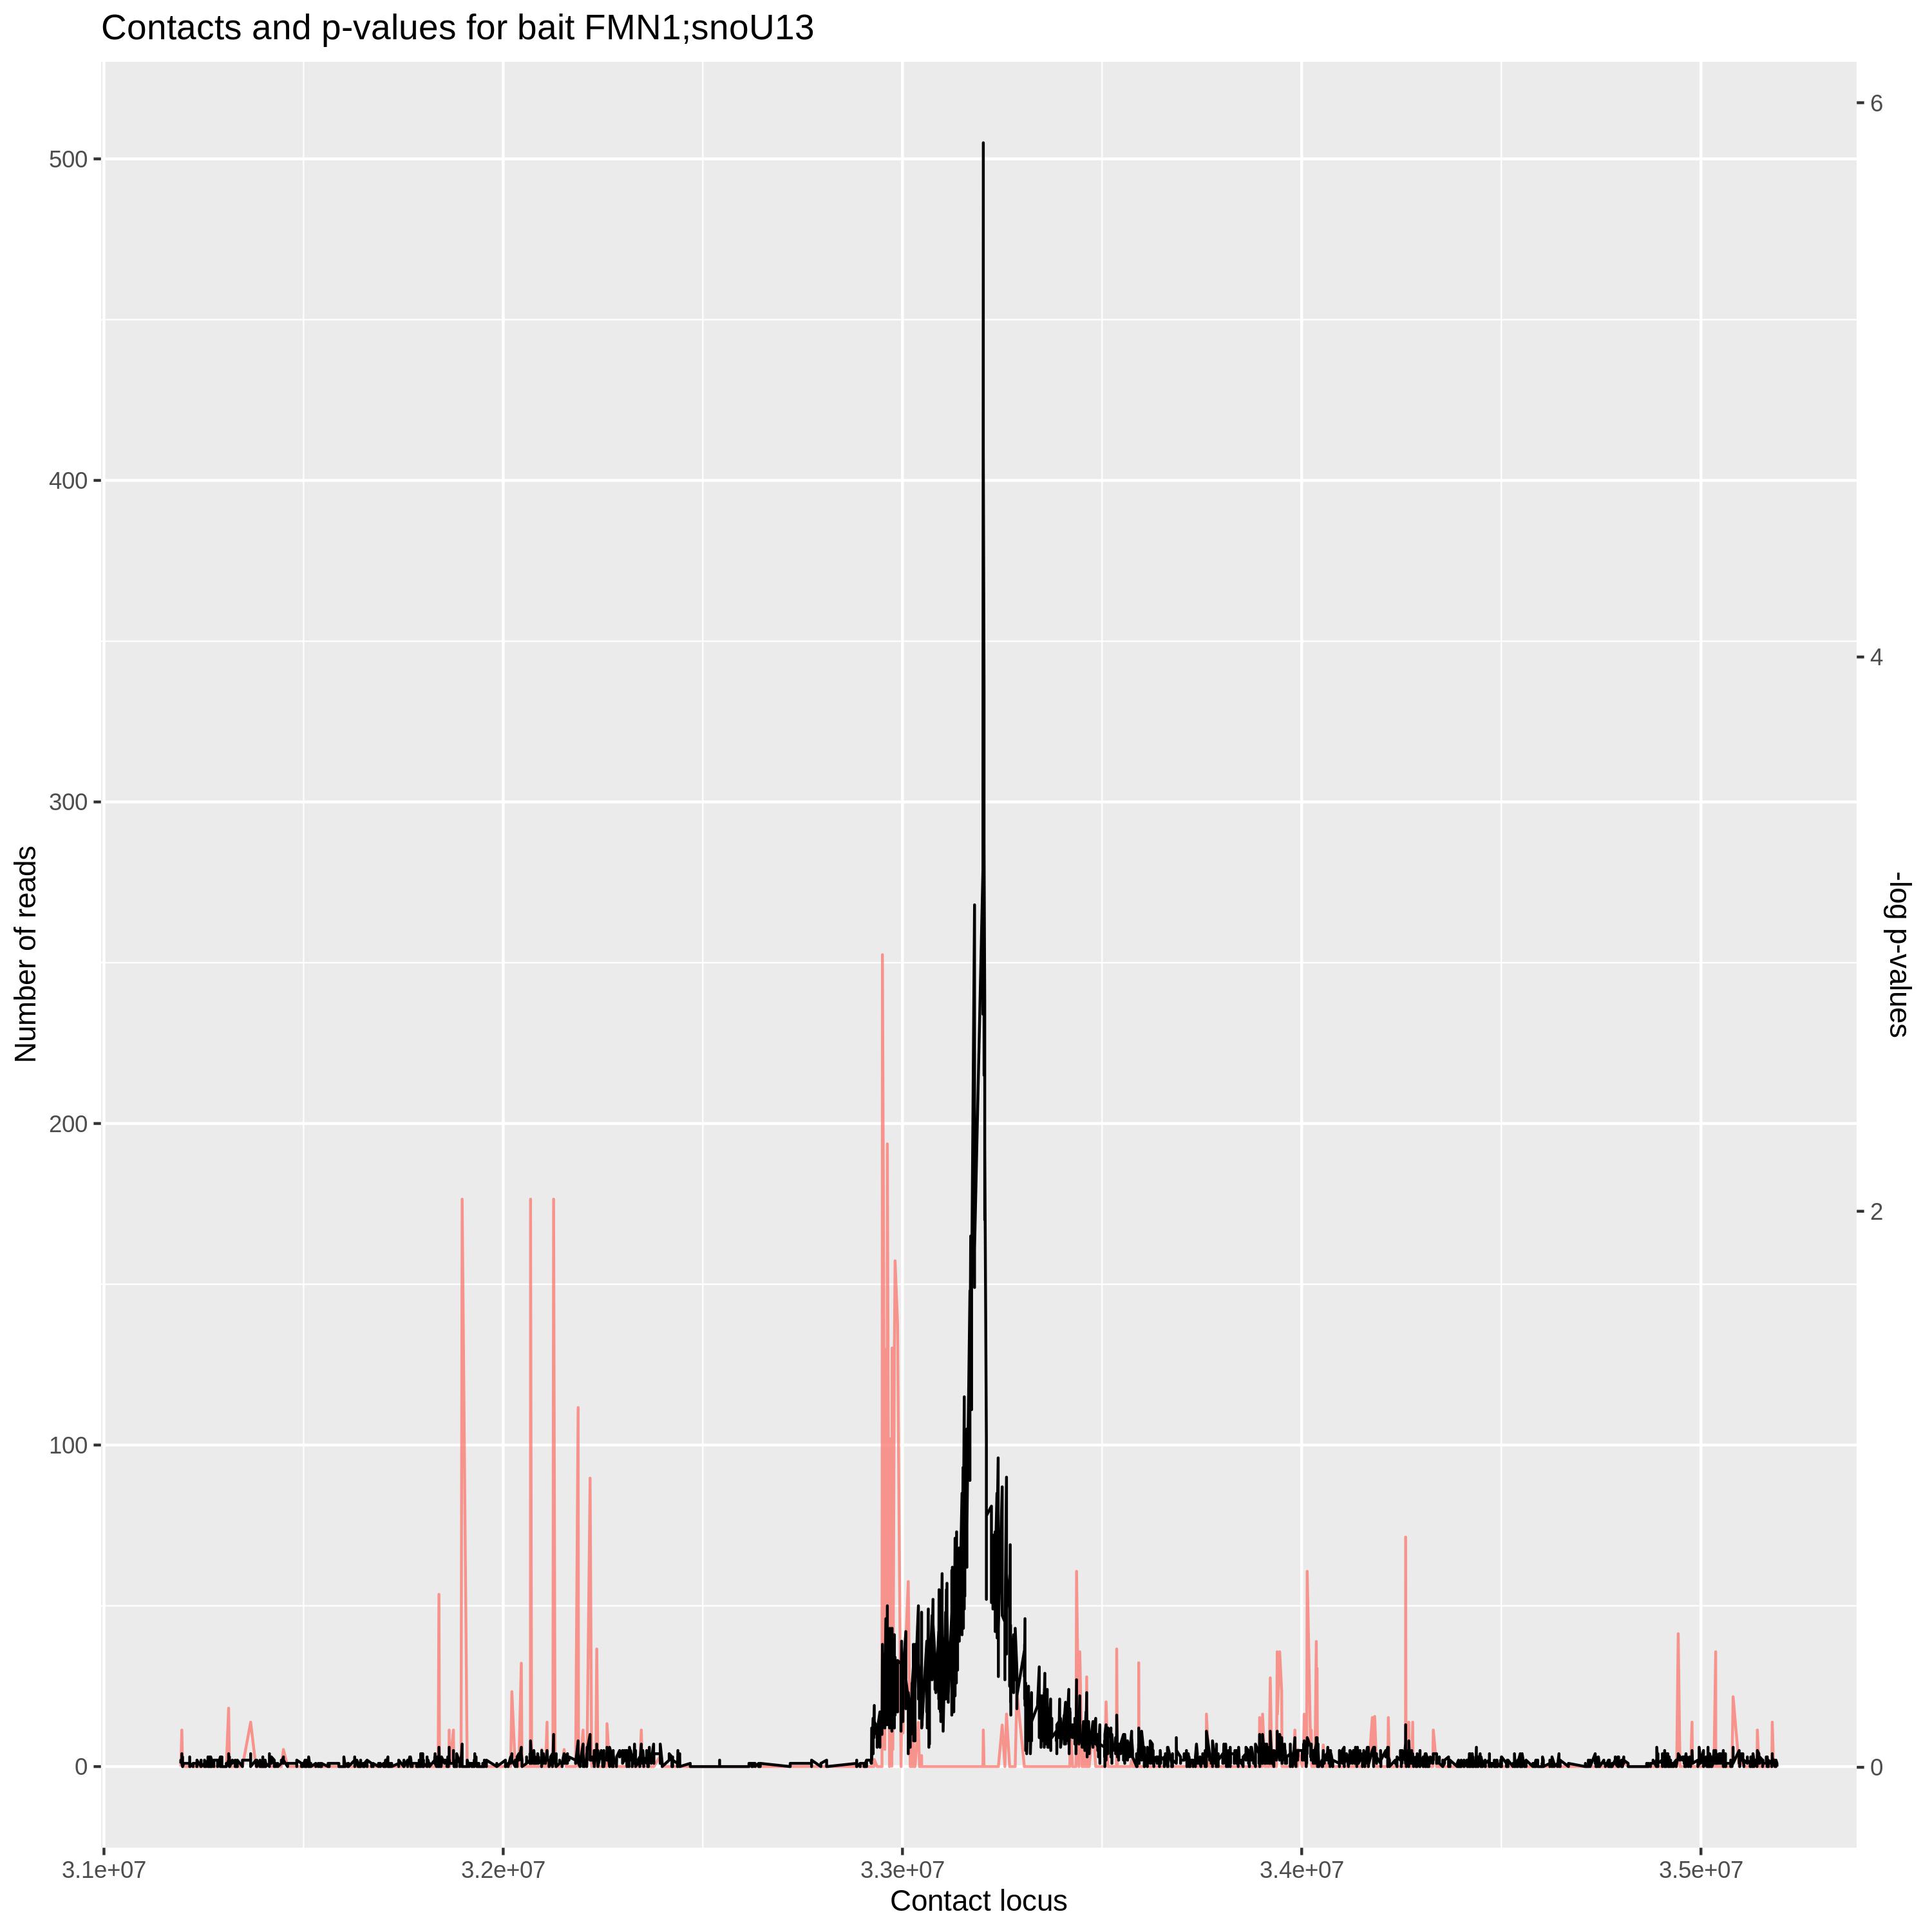 Contacts and p-values for bait FMN1;snoU13
6
500
400
4
300
Number of reads
-log p-values
200
2
100
0
0
3.1e+07
3.2e+07
3.3e+07
3.4e+07
3.5e+07
Contact locus